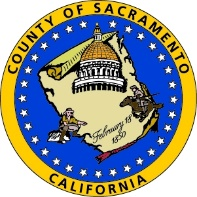 COUNTY OF SACRAMENTO
February 18
1850
CALIFORNIA